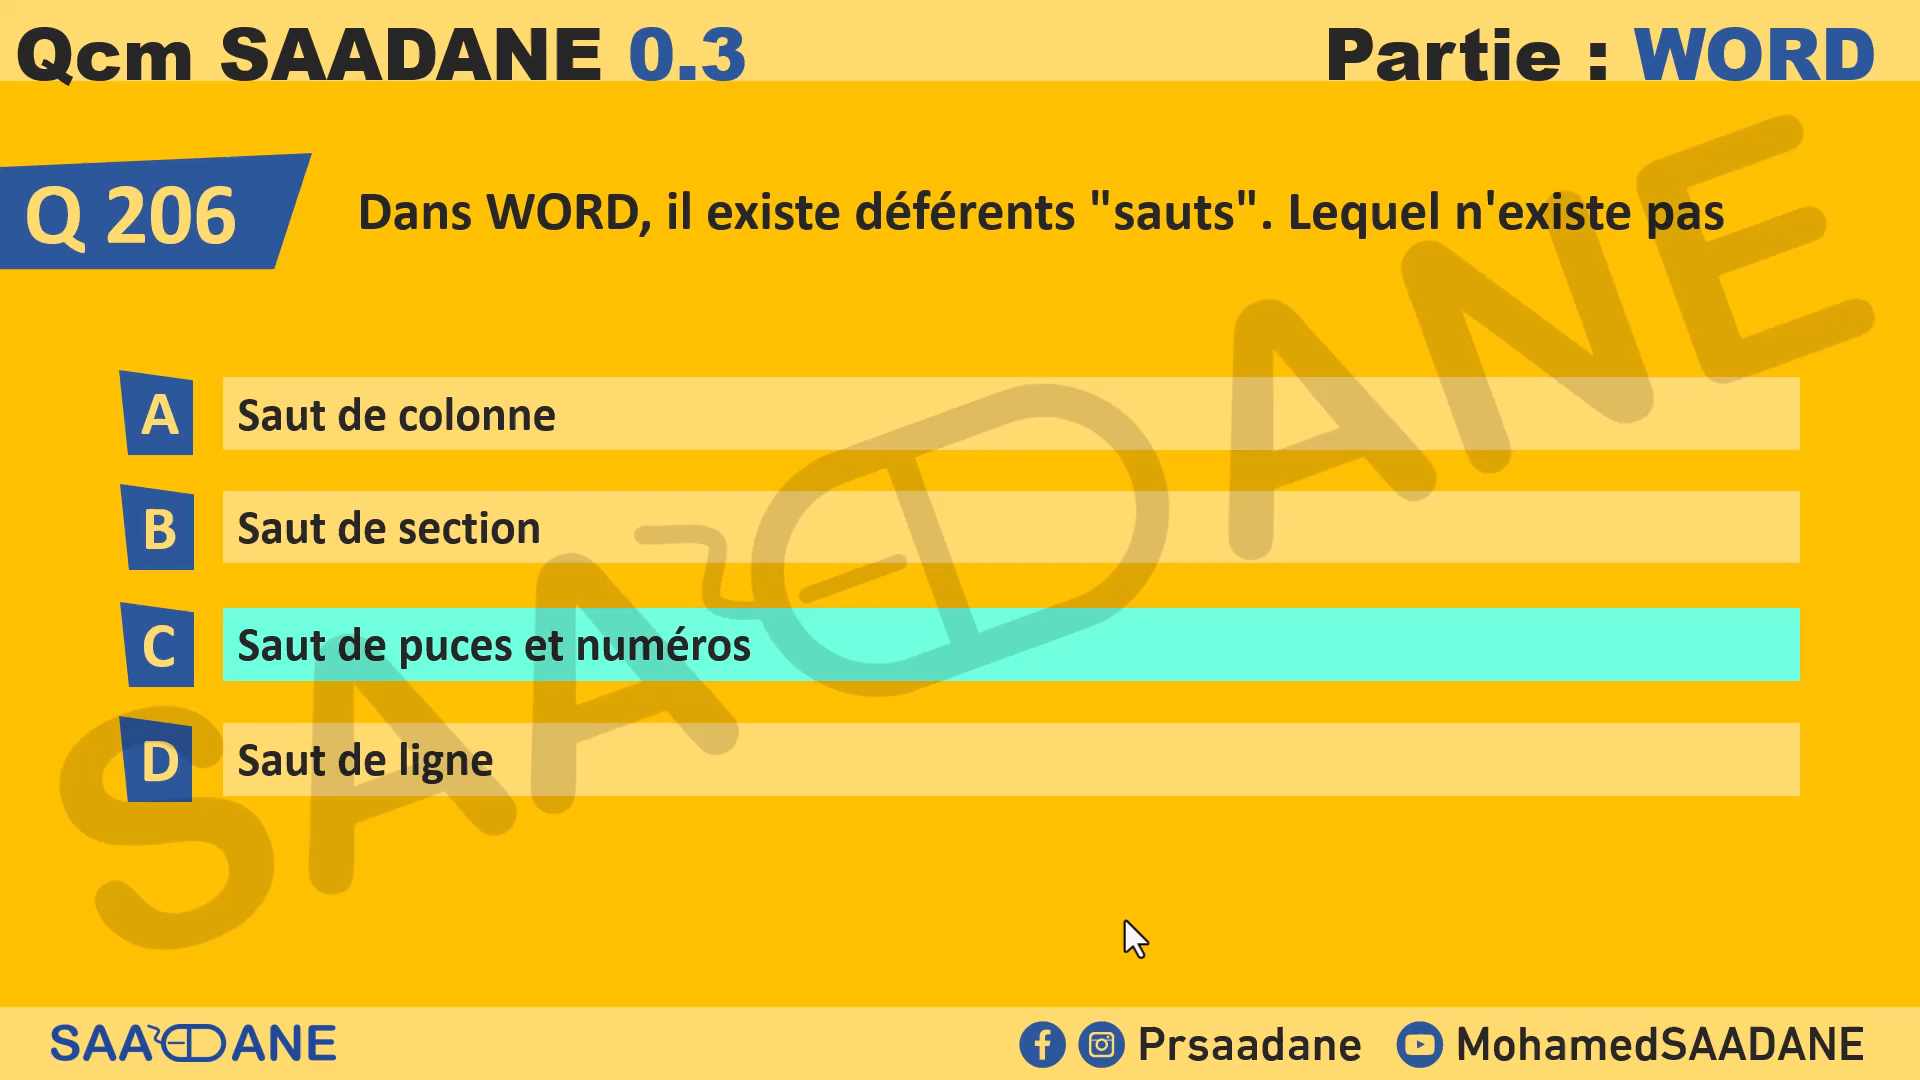 Qcm SAADANE 0.3
Partie : WORD
Q 206
Dans WORD, il existe déférents "sauts". Lequel n'existe pas
A
Saut de colonne
B
Saut de section
C
Saut de puces et numéros
D
Saut de ligne
SAADANE
SAADANE
Prsaadane
MohamedSAADANE